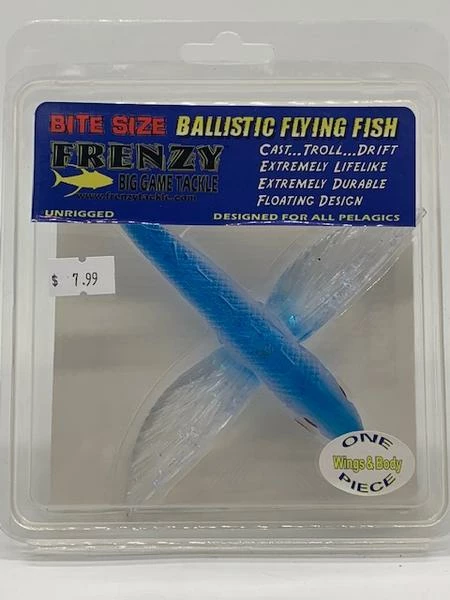 BITE SIZE BALLISTIC FLYING FISH
FRENZY
BIG GAME TACKLE
www.frenzytackle.com
UNRIGGED
CAST...TROLL...DRIFT
EXTREMELY LIFELIKE
EXTREMELY DURABLE
FLOATING DESIGN
DESIGNED FOR ALL PELAGICS
$ 7.99
ONE
Wings & Body
PIECE